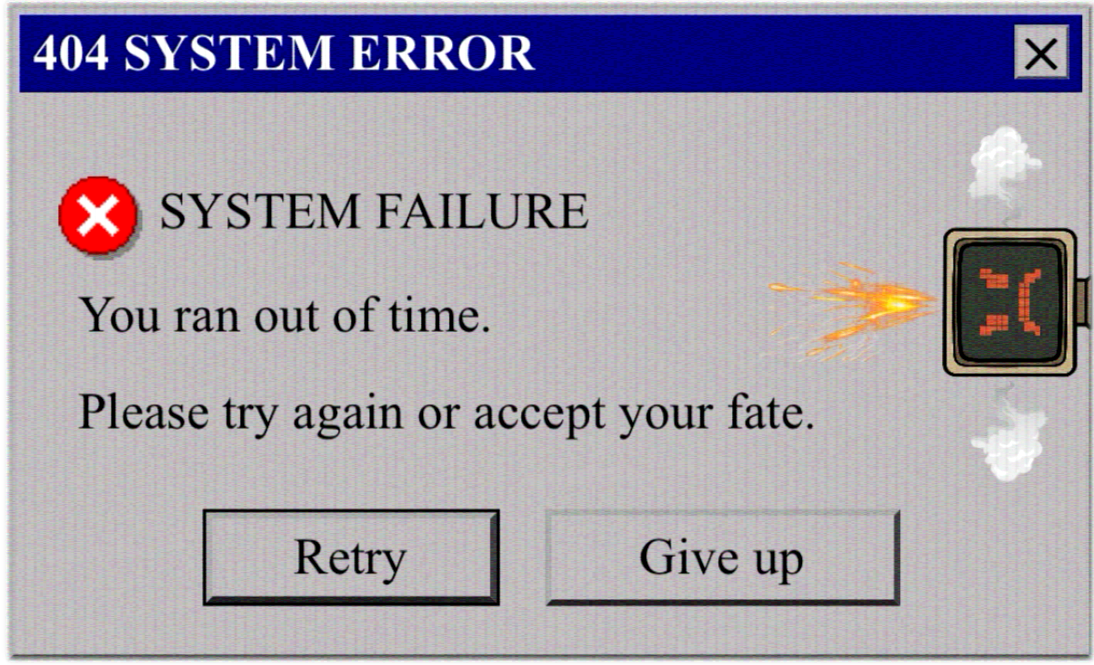 404 SYSTEM ERROR
SYSTEM FAILURE
You ran out of time.
Please try again or accept your fate.
Retry
Give up